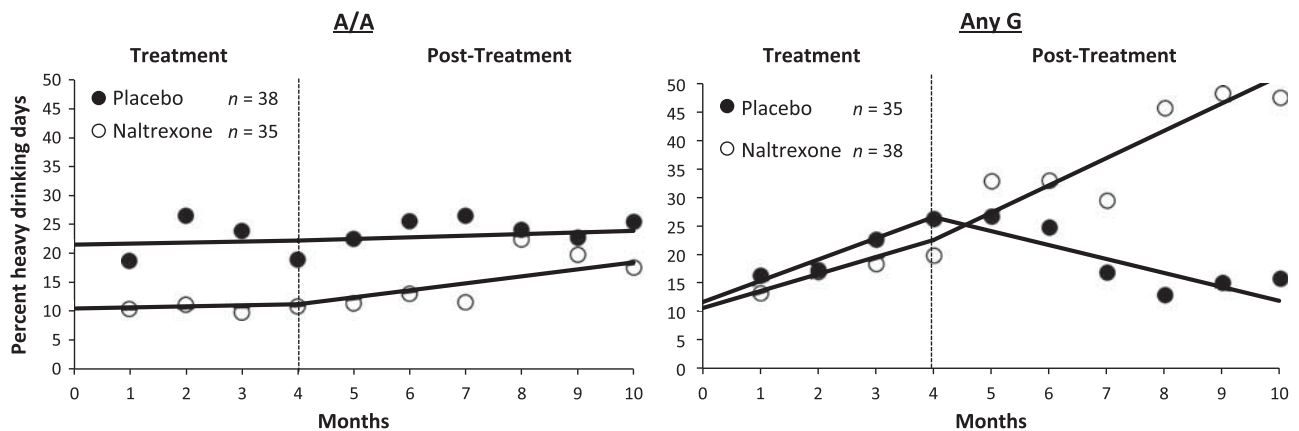 A/A
Treatment Post-Treatment
Percent heavy drinking days
50
45
40
35
30
25
20
15
10
5
0
Placebo n = 38
Naltrexone n = 35
0 1 2 3 4 5 6 7 8 9 10
Months
Any G
Treatment Post-Treatment
50
45
40
35
30
25
20
15
10
5
0
Placebo n = 35
Naltrexone n = 38
0 1 2 3 4 5 6 7 8 9 10
Months